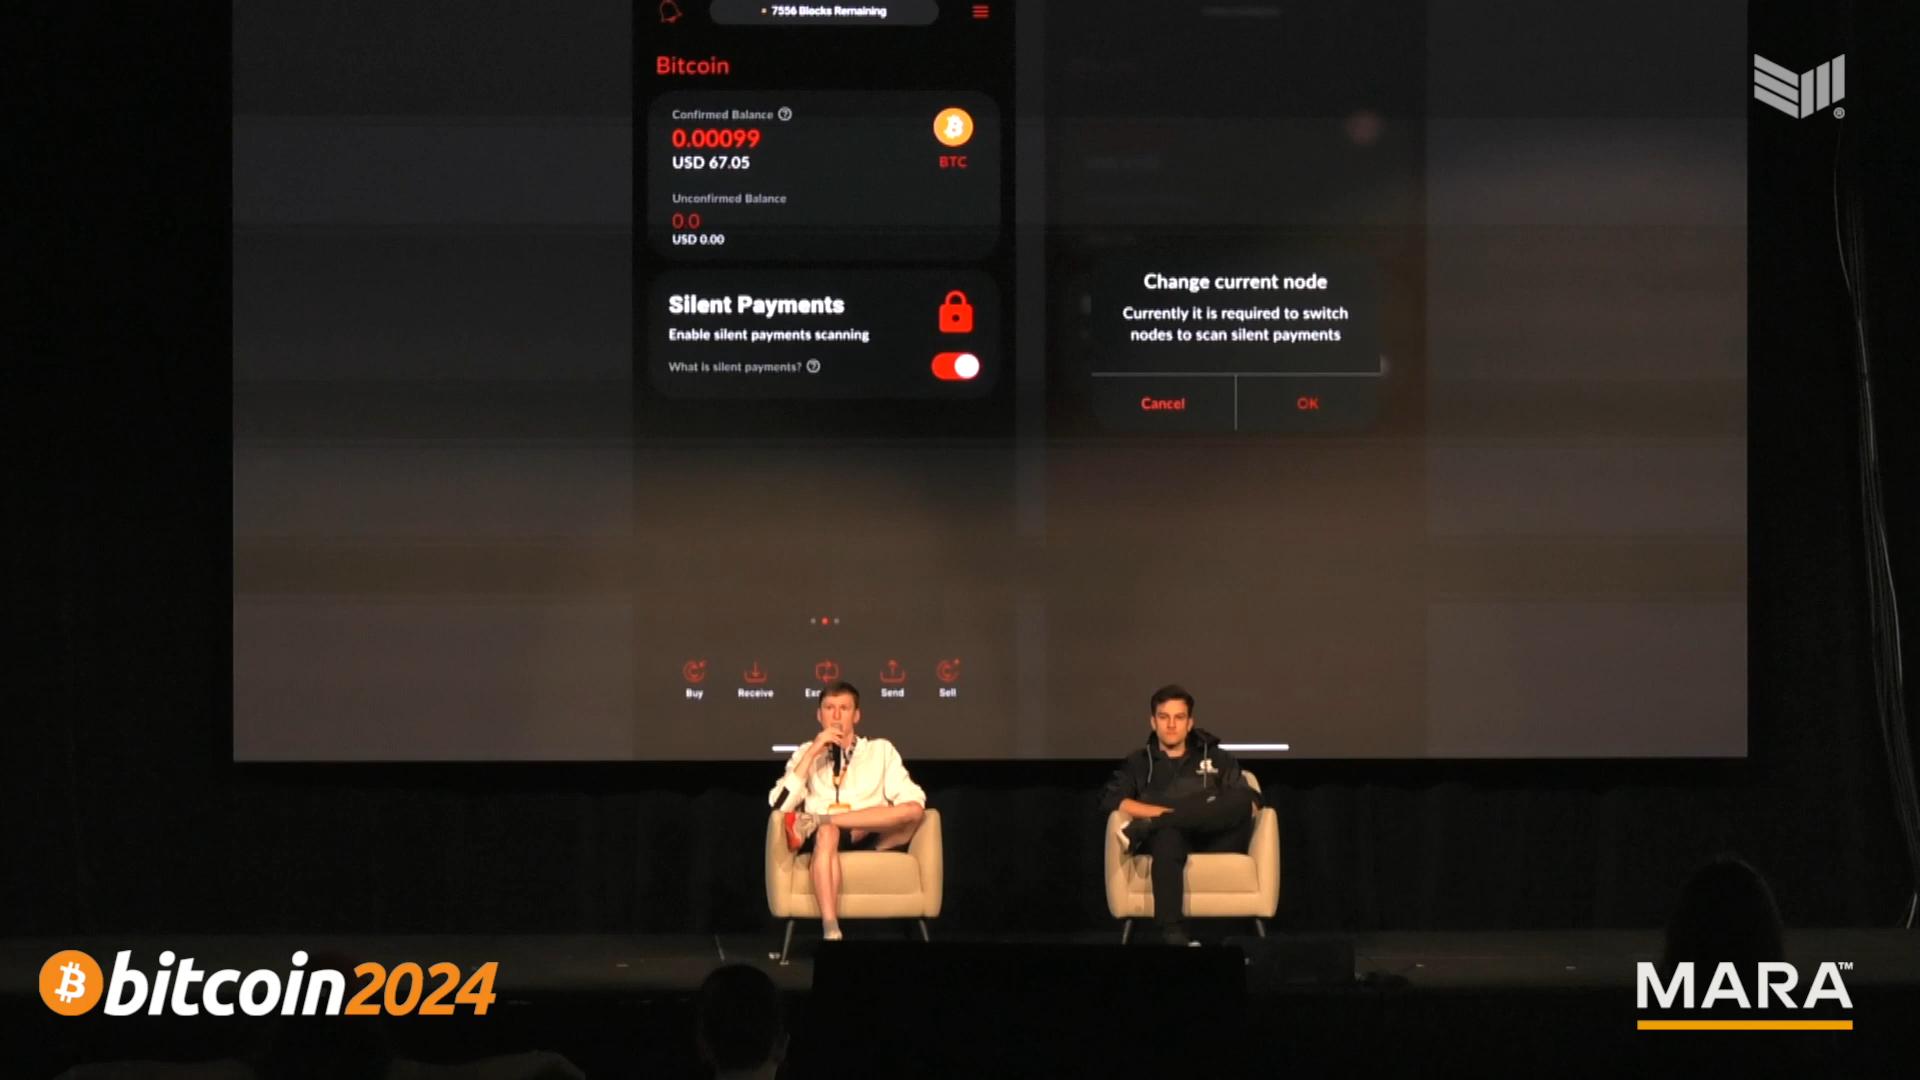 7556 Blocks Remaining
Bitcoin
Confirmed Balance
0.00099
USD 67.05
BTC
Unconfirmed Balance
0.0
USD 0.00
Silent Payments
Enable silent payments scanning
What is silent payments?
Change current node
Currently it is required to switch
nodes to scan silent payments
Cancel
OK
Buy
Receive
Send
Sell
bitcoin2024
MARA™